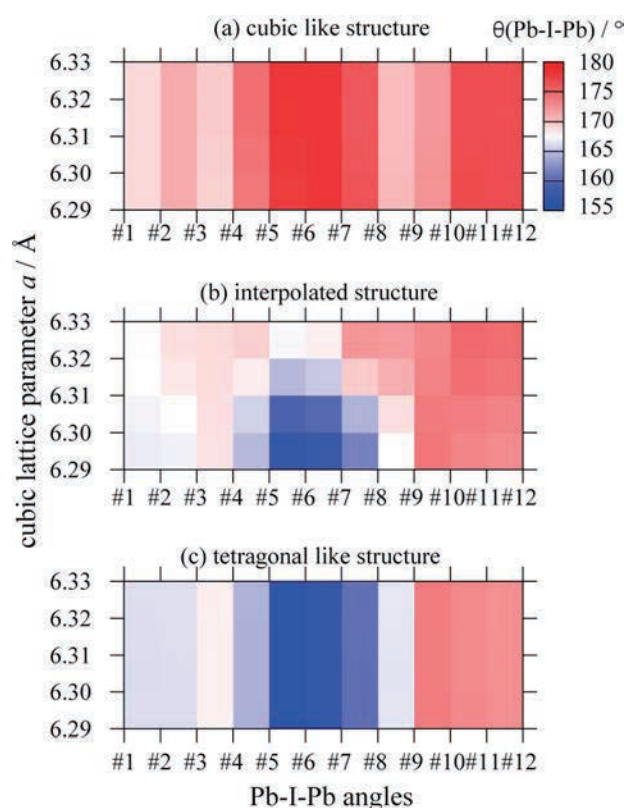 (a) cubic like structure
θ(Pb-I-Pb) / °
6.33
6.32
6.30
6.29
#1 #2 #3 #4 #5 #6 #7 #8 #9 #10 #11 #12
180
175
170
165
160
155
(b) interpolated structure
6.33
6.32
6.31
6.30
6.29
#1 #2 #3 #4 #5 #6 #7 #8 #9 #10 #11 #12
(c) tetragonal like structure
6.33
6.32
6.30
6.29
#1 #2 #3 #4 #5 #6 #7 #8 #9 #10 #11 #12
cubic lattice parameter a / Å
Pb-I-Pb angles